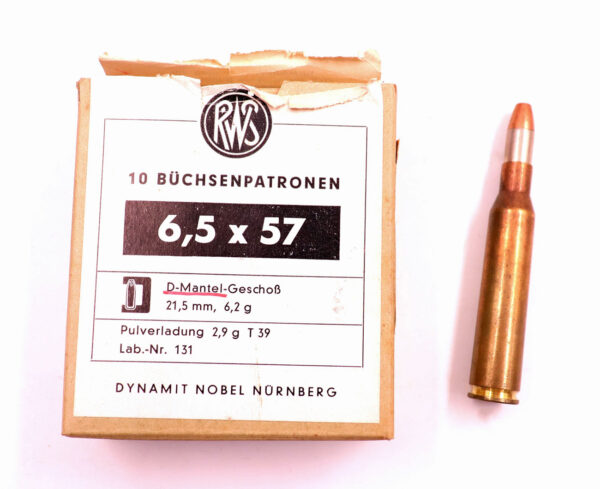 RWS
10 BÜCHSENPATRONEN
6,5 x 57
D-Mantel-Geschoß
21,5 mm, 6,2 g
Pulverladung 2,9 g T 39
Lab.-Nr. 131
DYNAMIT NOBEL NÜRNBERG